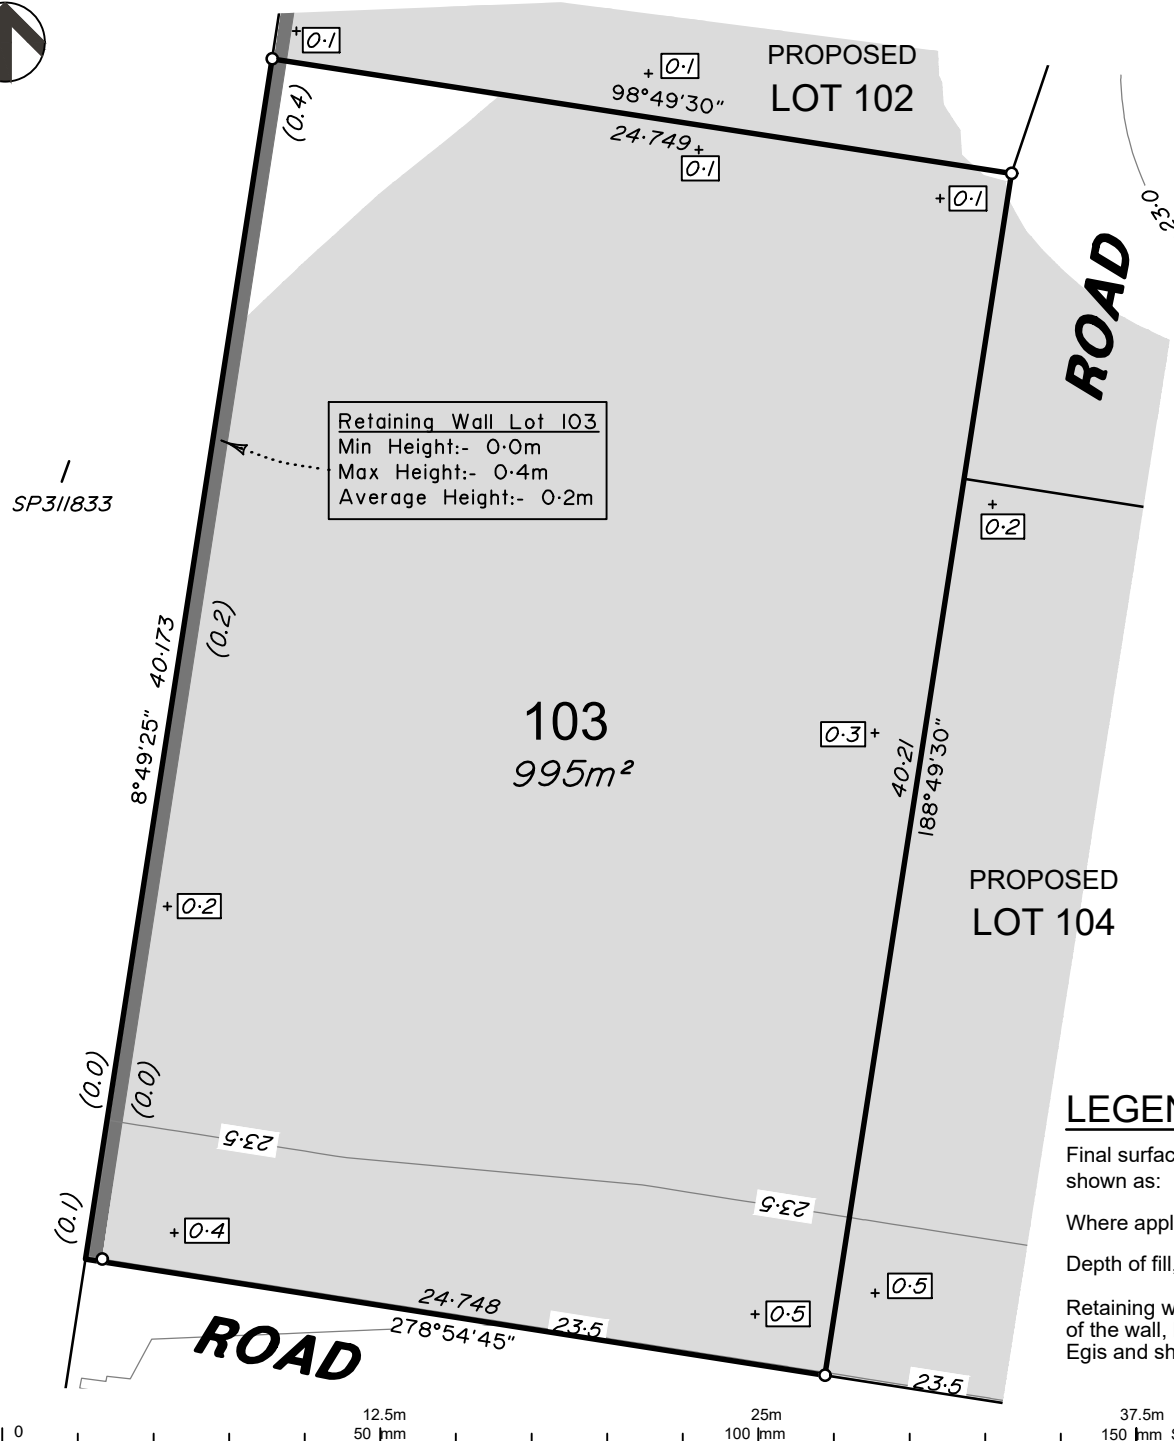 0·1
0·1
PROPOSED
LOT 102
98°49'30"
24·749
0·1
0·1
(0.4)
23·0
ROAD
Retaining Wall Lot 103
Min Height:- 0·0m
Max Height:- 0·4m
Average Height:- 0·2m
SP311833
0·2
(0.2)
8°49'25" 40·173
103
995m²
0·3
40·21
188°49'30"
PROPOSED
LOT 104
0·2
(0.0)
(0.0)
23·5
23·5
(0.1)
0·4
0·5
0·5
24·748
278°54'45"
23·5
23·5
ROAD
LEGEN
Final surfac
shown as:
Where appl
Depth of fill,
Retaining w
of the wall,
Egis and sh
0
12.5m
50 mm
25m
100 mm
37.5m
150 mm